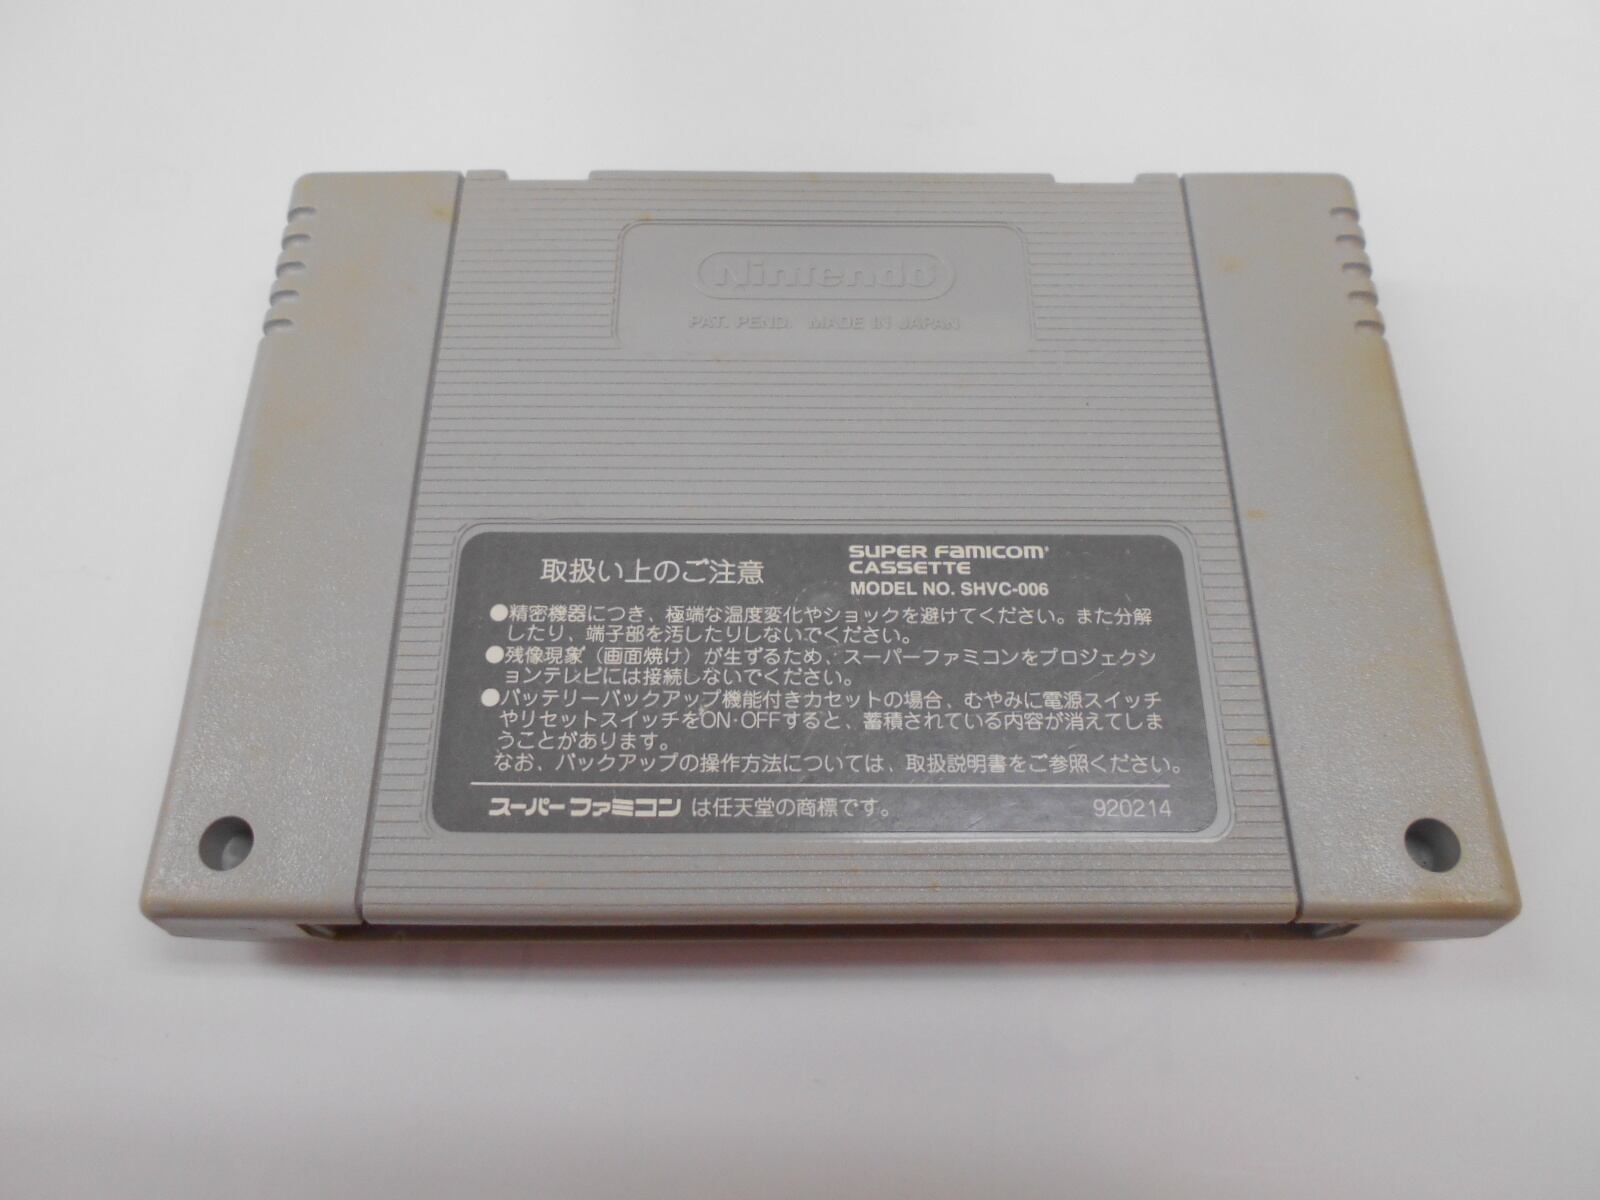 Nintendo
PAT. PEND. MADE IN JAPAN
取扱い上のご注意
SUPER FAMICOM
CASSETTE
MODEL NO. SHVC-006
●精密機器につき、極端な温度変化やショックを避けてください。また分解
したり、端子部を汚したりしないでください。
●残像現象（画面焼け）が生ずるため、スーパーファミコンをプロジェクシ
ョンテレビには接続しないでください。
●バッテリーバックアップ機能付きカセットの場合、むやみに電源スイッチ
やリセットスイッチをON・OFFすると、蓄積されている内容が消えてしま
うことがあります。
なお、バックアップの操作方法については、取扱説明書をご参照ください。
スーパーファミコン は任天堂の商標です。 920214